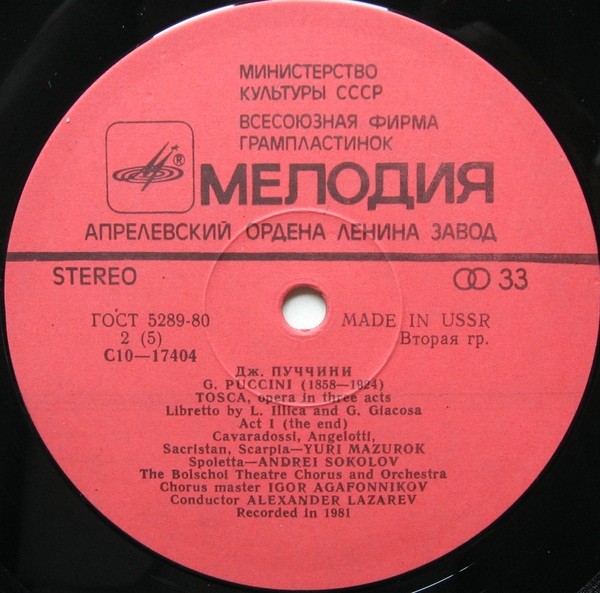 МИНИСТЕРСТВО
КУЛЬТУРЫ СССР
ВСЕСОЮЗНАЯ ФИРМА
ГРАМПЛАСТИНОК
®
МЕЛОДИЯ
АПРЕЛЕВСКИЙ ОРДЕНА ЛЕНИНА ЗАВОД
STEREO 33
ГОСТ 5289-80 MADE IN USSR
2 (5) Вторая гр.
С10—17404
Дж. ПУЧЧИНИ
G. PUCCINI (1858—1924)
TOSCA, opera in three acts
Libretto by L. Illica and G. Giacosa
Act I (the end)
Cavaradossi, Angelotti,
Sacristan, Scarpia—YURI MAZUROK
Spoletta—ANDREI SOKOLOV
The Bolschoi Theatre Chorus and Orchestra
Chorus master IGOR AGAFONNIKOV
Conductor ALEXANDER LAZAREV
Recorded in 1981